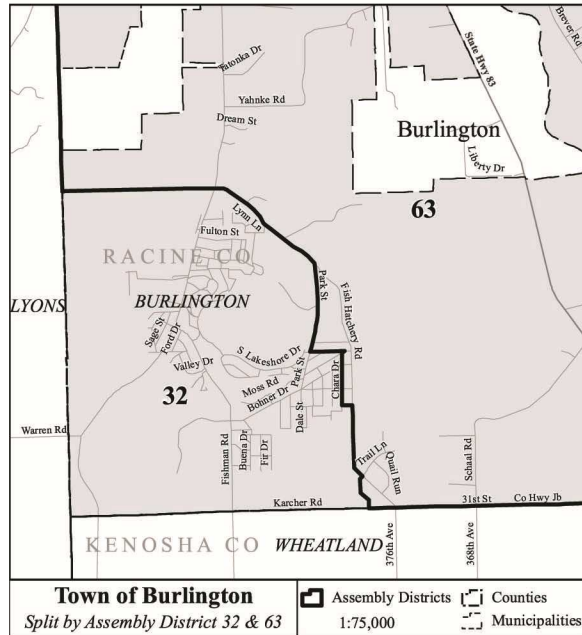 Brever Rd
State Hwy 83
Tatonka Dr
Yahnke Rd
Dream St
Burlington
Liberty Dr
63
Lynn Ln
Fulton St
RACINE CO
Park St
Fish Hatchery Rd
LYONS
BURLINGTON
Sage St
Ford Dr
S Lakeshore Dr
Valley Dr
Park St
Moss Rd
Chara Dr
32
Bohner Dr
Dale St
Warren Rd
Fishman Rd
Buena Dr
Fir Dr
Trail Ln
Quail Run
Schaal Rd
Karcher Rd
31st St
Co Hwy Jb
KENOSHA CO
WHEATLAND
376th Ave
368th Ave
Town of Burlington
Split by Assembly District 32 & 63
Assembly Districts
Counties
1:75,000
Municipalities